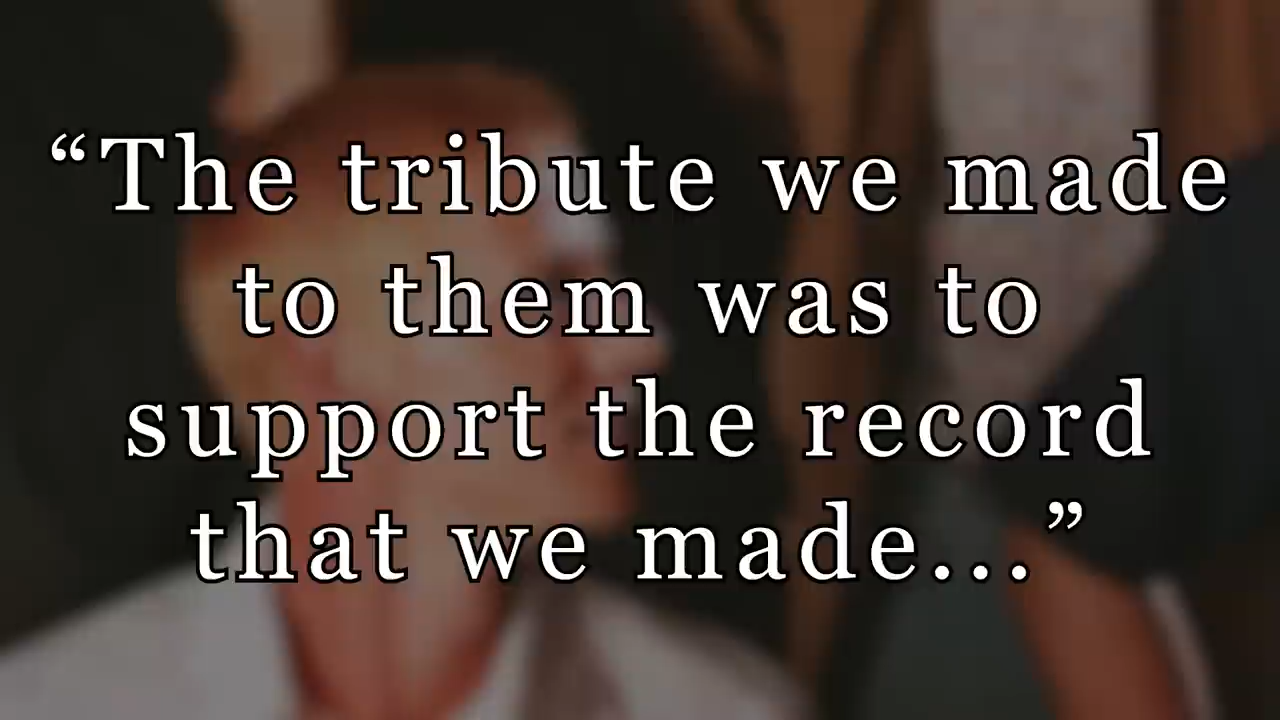 “The tribute we made
to them was to
support the record
that we made...”